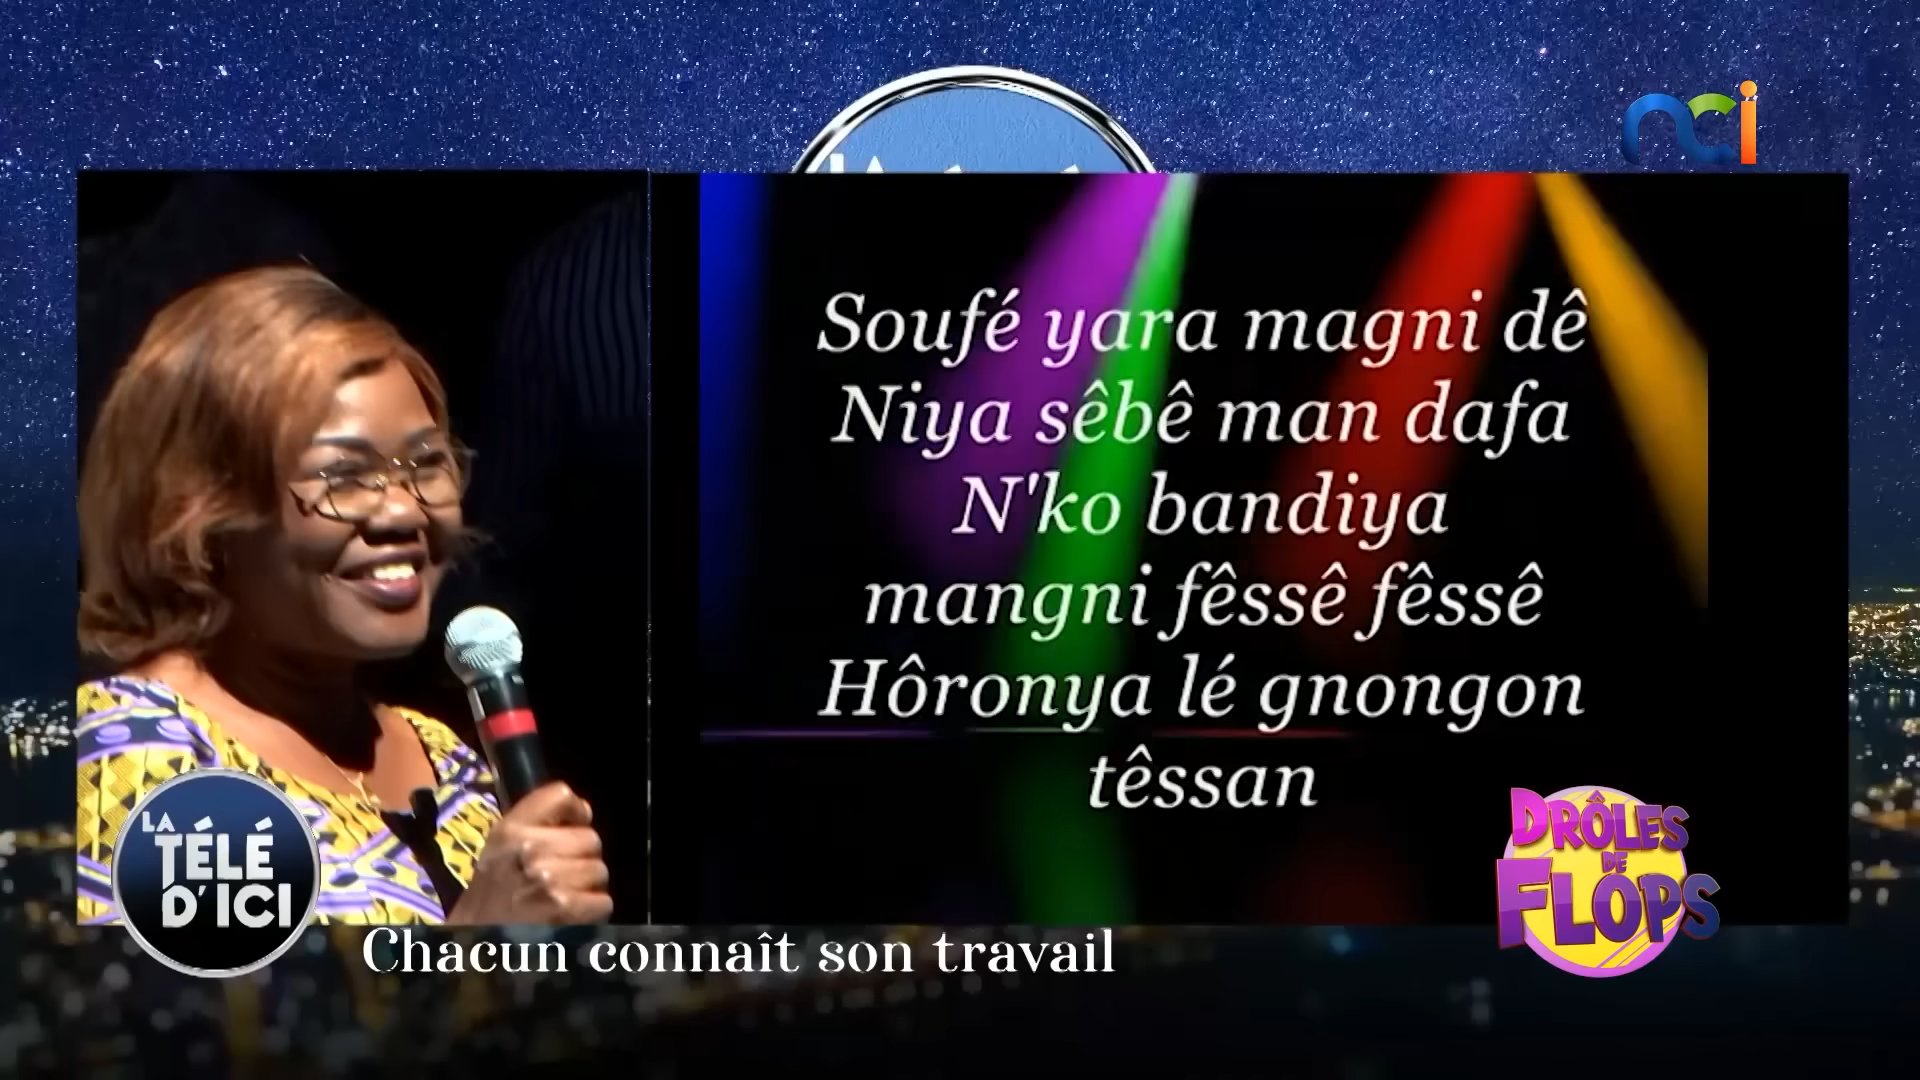 nci
LA
Soufé yara magni dê
Niya sêbê man dafa
N'ko bandiya
mangni fêssê fêssê
Hôronya lé gnongon
têssan
LA
TÉLÉ
D'ICI
DRÔLES
DE
FLOPS
Chacun connaît son travail